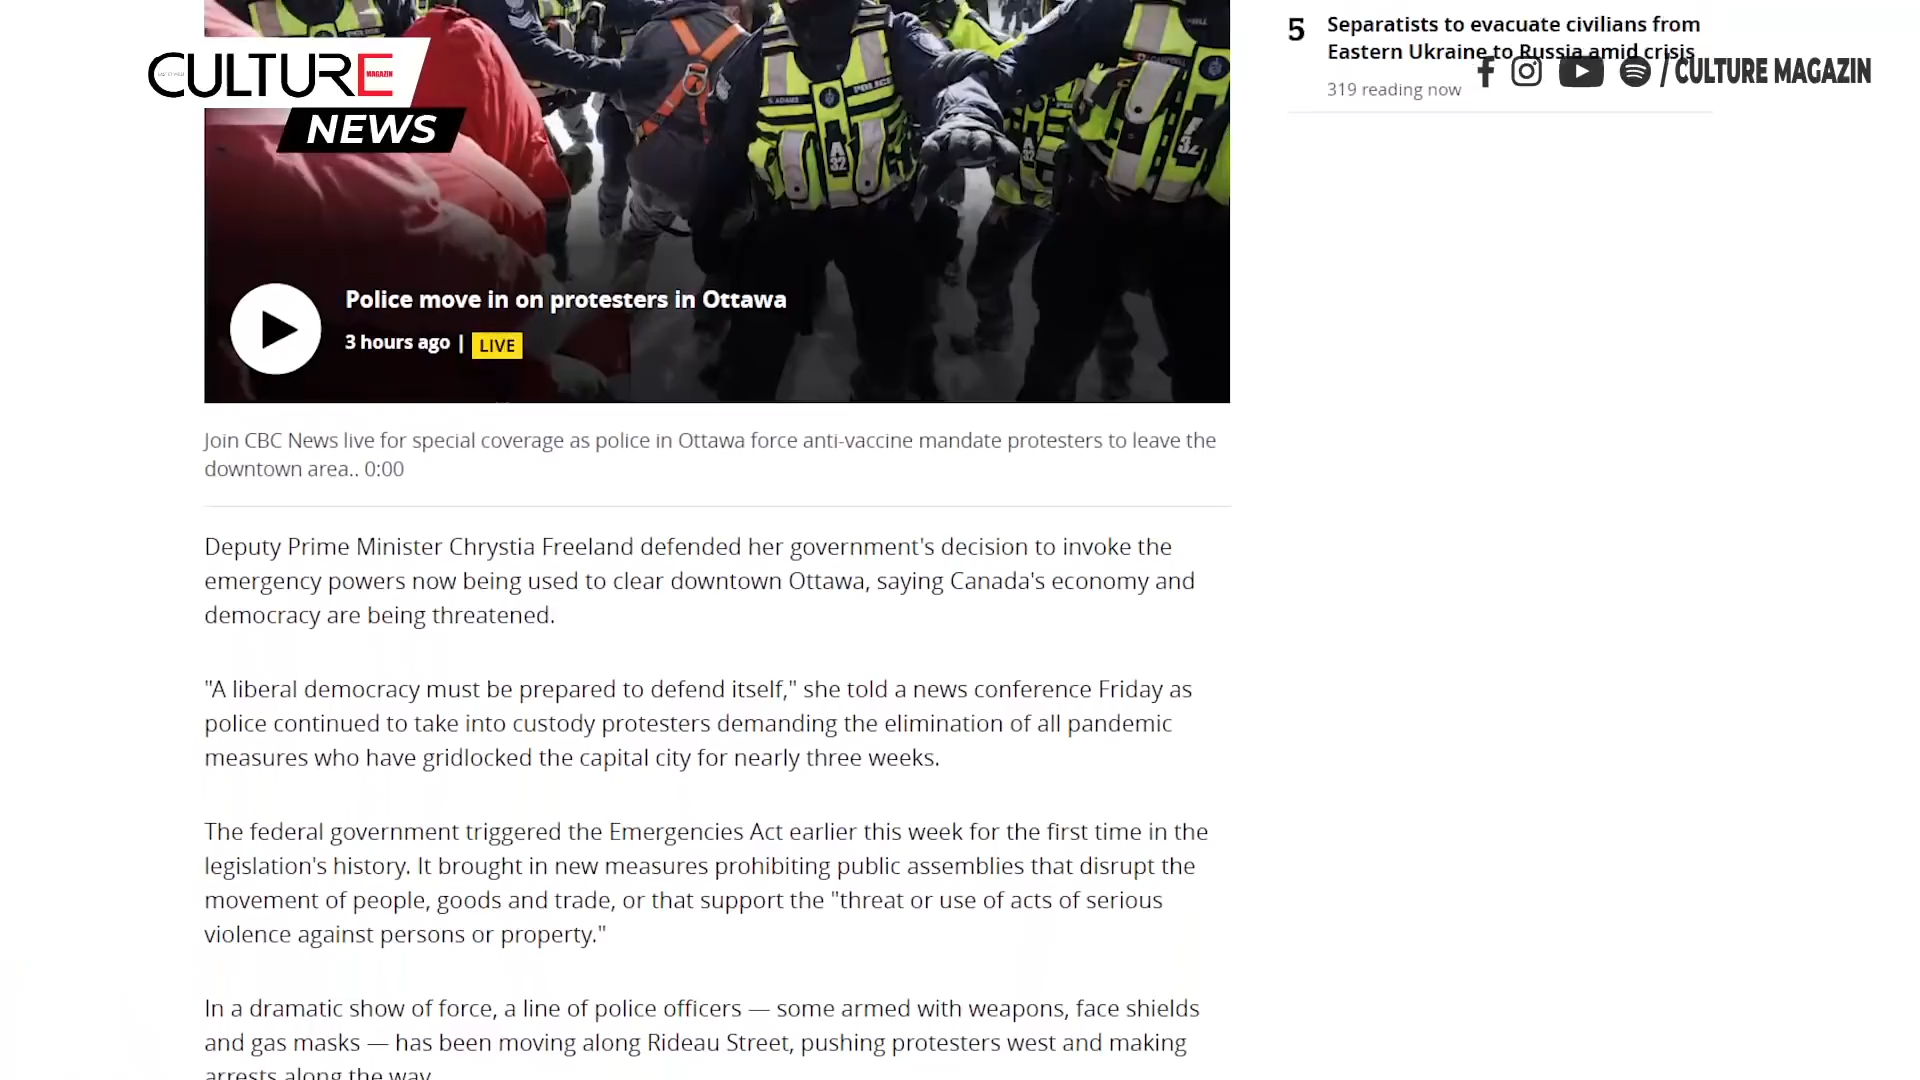 CULTURE
MAGAZIN
NEWS
S. ADAMS
POLICE
A
32
A
32
Police move in on protesters in Ottawa
3 hours ago | LIVE
Join CBC News live for special coverage as police in Ottawa force anti-vaccine mandate protesters to leave the
downtown area.. 0:00
Deputy Prime Minister Chrystia Freeland defended her government's decision to invoke the
emergency powers now being used to clear downtown Ottawa, saying Canada's economy and
democracy are being threatened.
"A liberal democracy must be prepared to defend itself," she told a news conference Friday as
police continued to take into custody protesters demanding the elimination of all pandemic
measures who have gridlocked the capital city for nearly three weeks.
The federal government triggered the Emergencies Act earlier this week for the first time in the
legislation's history. It brought in new measures prohibiting public assemblies that disrupt the
movement of people, goods and trade, or that support the "threat or use of acts of serious
violence against persons or property."
In a dramatic show of force, a line of police officers — some armed with weapons, face shields
and gas masks — has been moving along Rideau Street, pushing protesters west and making
arrests along the way.
5 Separatists to evacuate civilians from
Eastern Ukraine to Russia amid crisis
319 reading now
/ CULTURE MAGAZIN